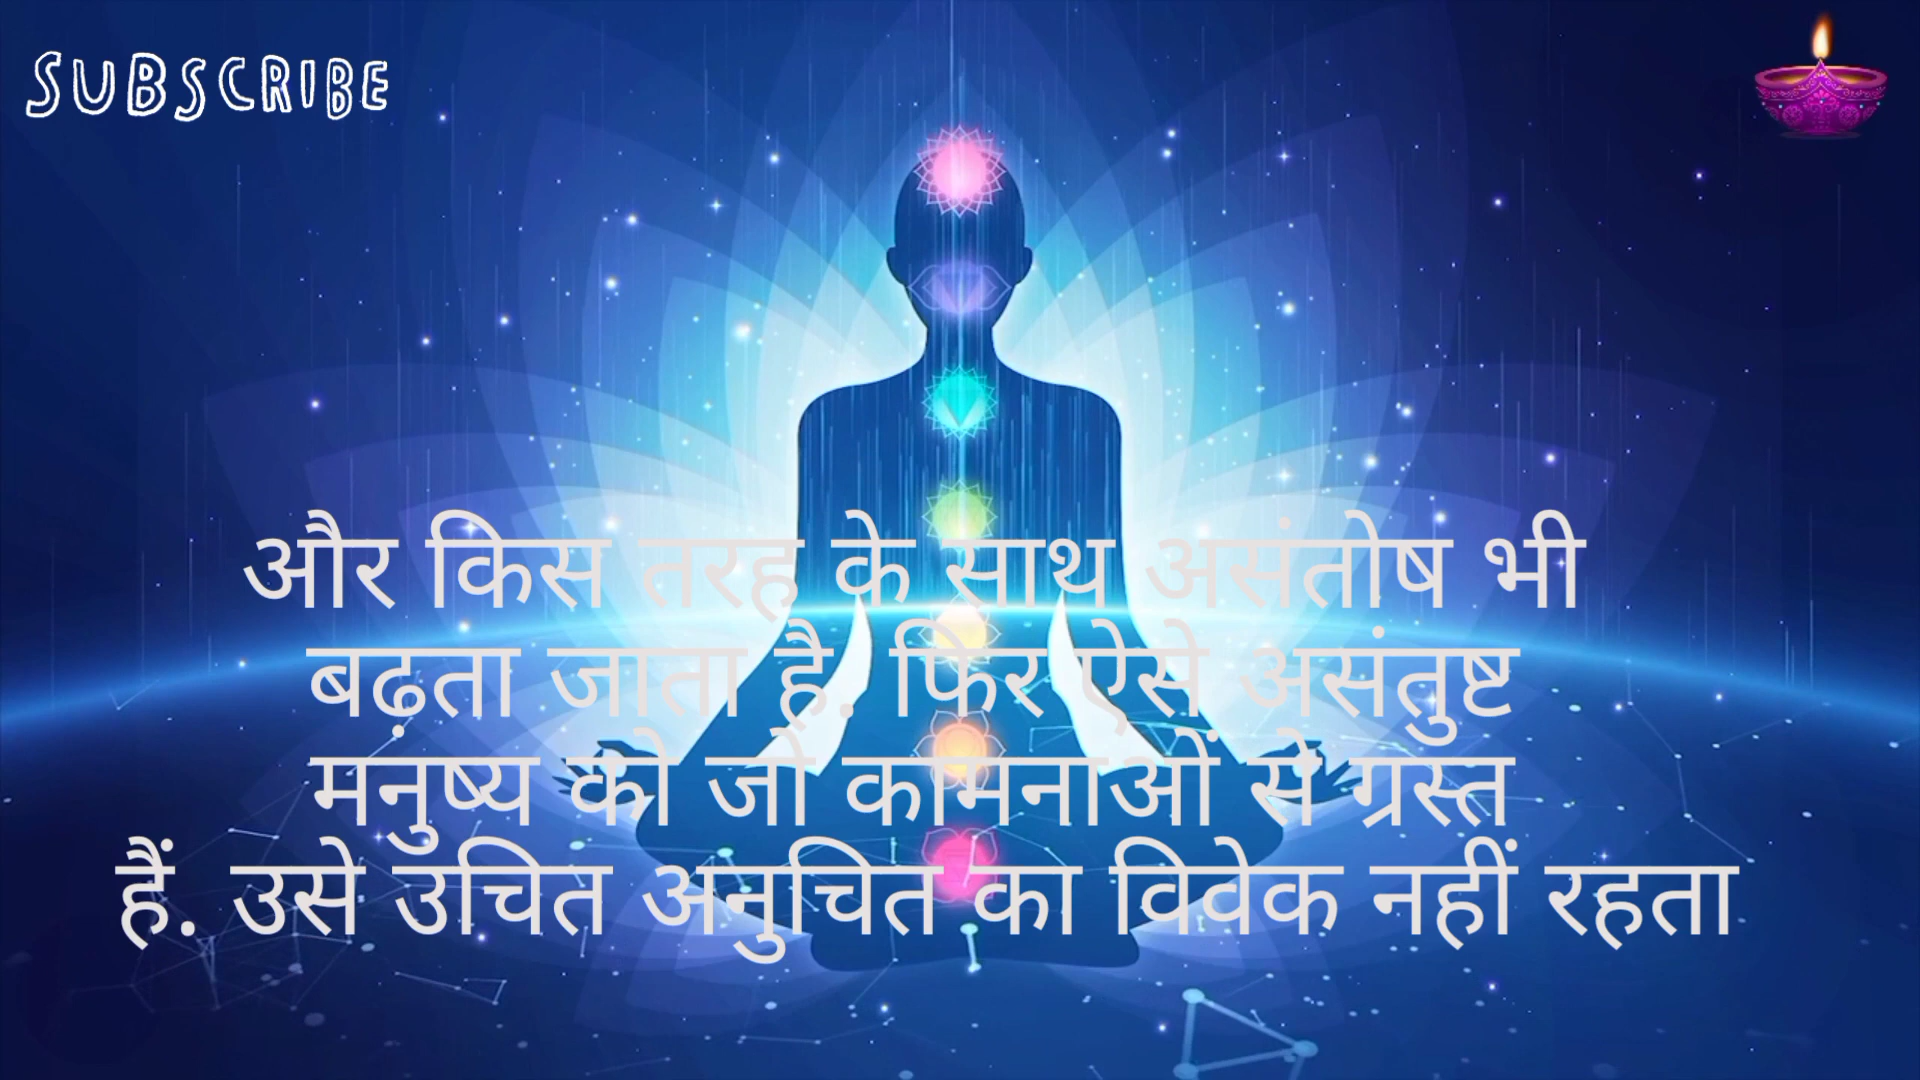 SUBSCRIBE
और किस तरह के साथ असंतोष भी
बढ़ता जाता है. फिर ऐसे असंतुष्ट
मनुष्य को जो कामनाओं से ग्रस्त
हैं. उसे उचित अनुचित का विवेक नहीं रहता